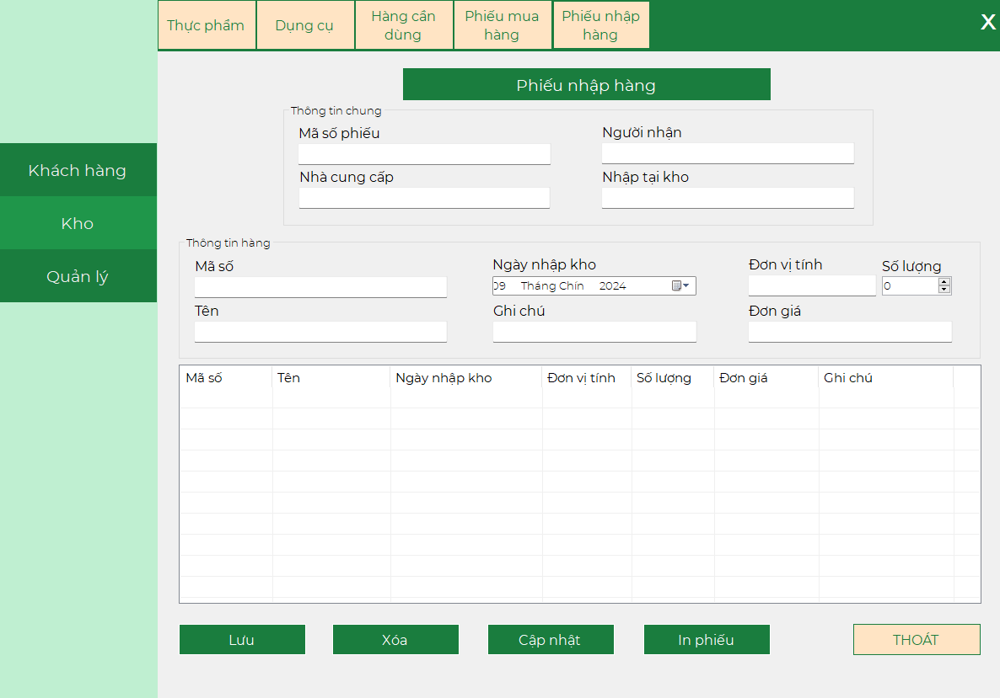 Thực phẩm
Dụng cụ
Hàng cần
dùng
Phiếu mua
hàng
Phiếu nhập
hàng
X
Khách hàng
Kho
Quản lý
Phiếu nhập hàng
Thông tin chung
Mã số phiếu
Người nhận
Nhà cung cấp
Nhập tại kho
Thông tin hàng
Mã số
Ngày nhập kho
Đơn vị tính
Số lượng
09 Tháng Chín 2024
0
Tên
Ghi chú
Đơn giá
Mã số Tên Ngày nhập kho Đơn vị tính Số lượng Đơn giá Ghi chú
Lưu
Xóa
Cập nhật
In phiếu
THOÁT